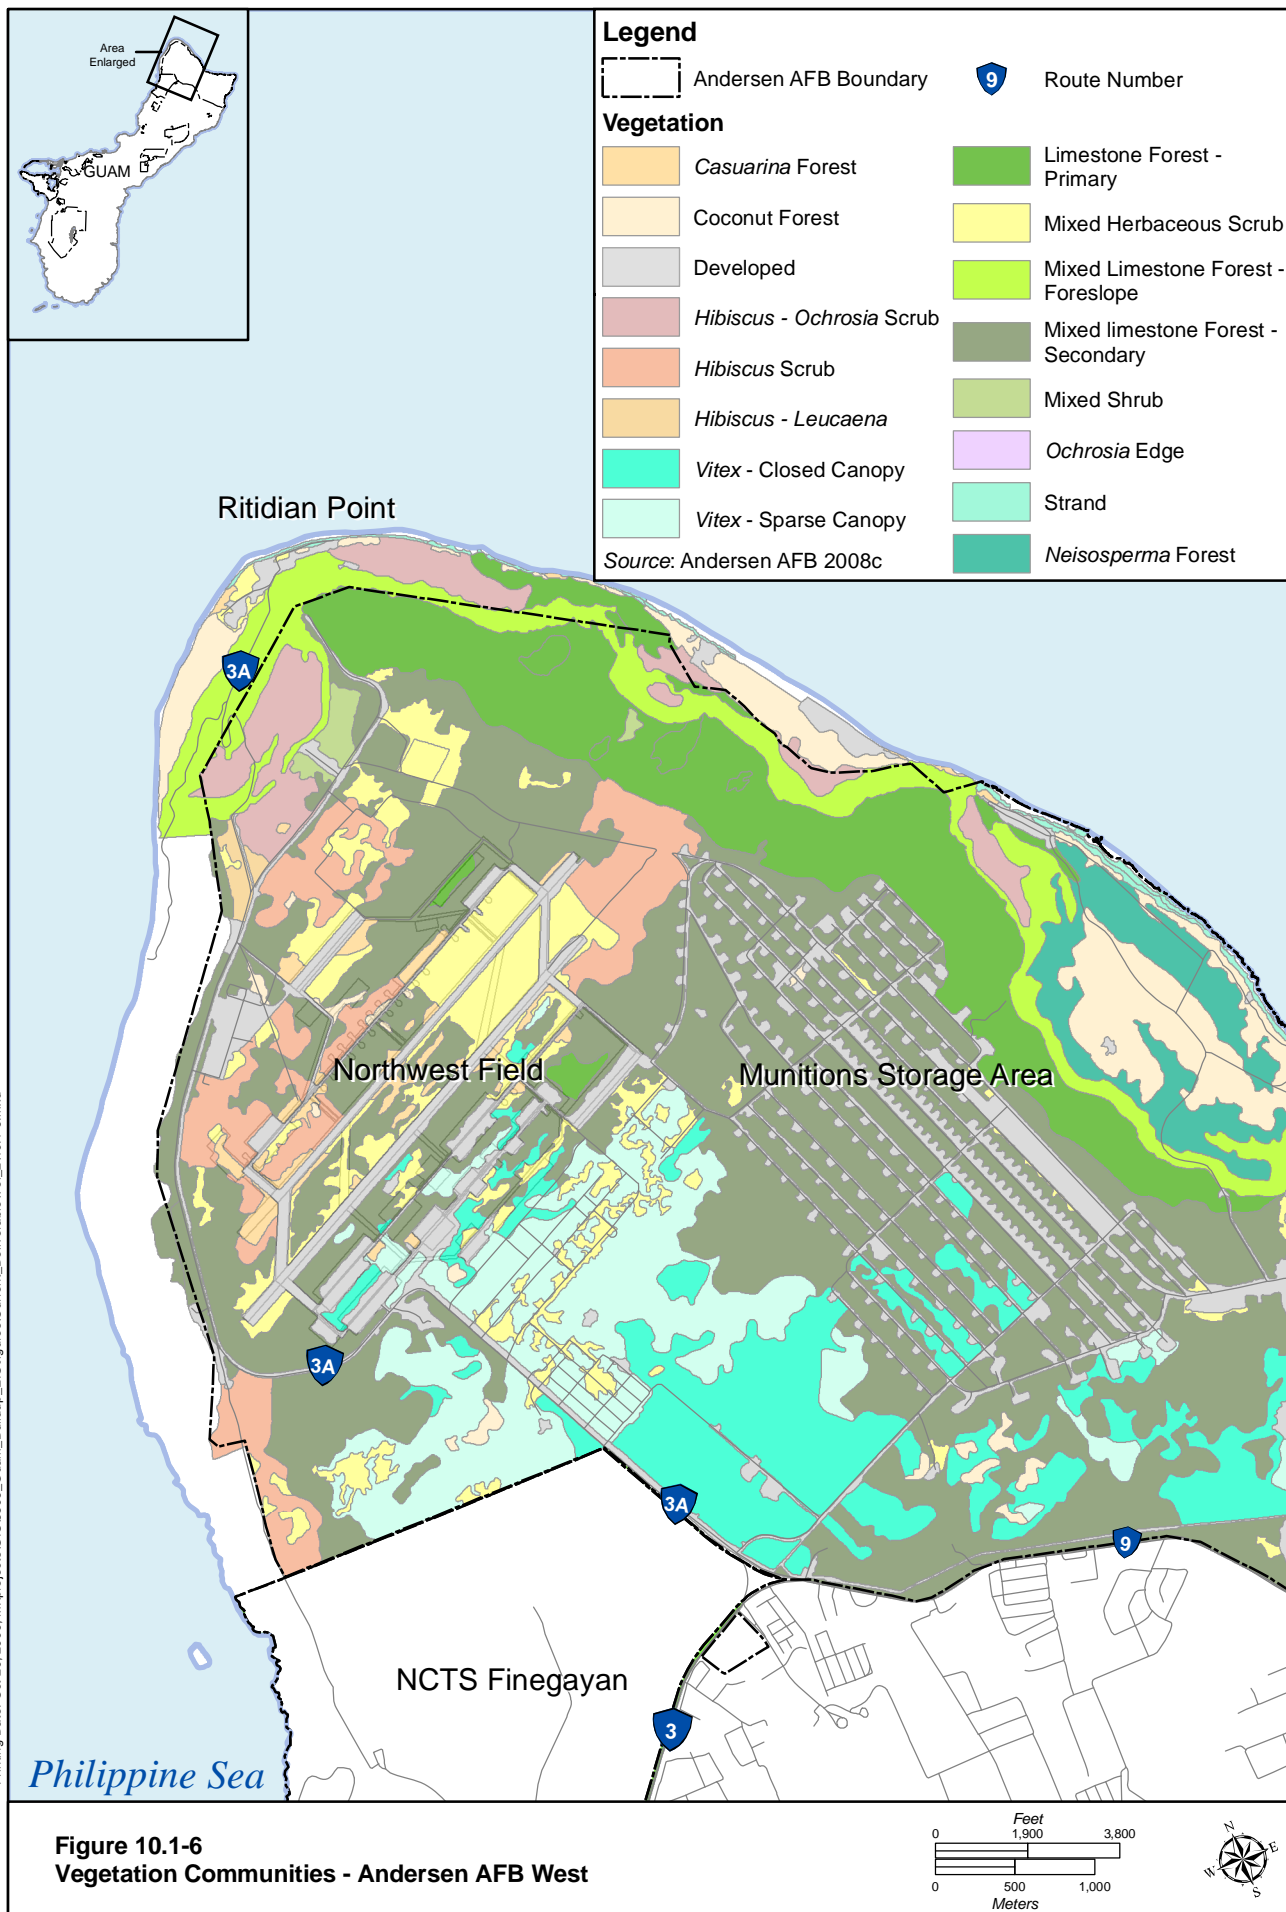 Area
Enlarged
GUAM
Legend
Andersen AFB Boundary
9
Route Number
Vegetation
Casuarina Forest
Coconut Forest
Developed
Hibiscus - Ochrosia Scrub
Hibiscus Scrub
Hibiscus - Leucaena
Vitex - Closed Canopy
Vitex - Sparse Canopy
Source: Andersen AFB 2008c
Limestone Forest -
Primary
Mixed Herbaceous Scrub
Mixed Limestone Forest -
Foreslope
Mixed limestone Forest -
Secondary
Mixed Shrub
Ochrosia Edge
Strand
Neisosperma Forest
Ritidian Point
3A
Northwest Field
Munitions Storage Area
3A
3A
9
NCTS Finegayan
3
Philippine Sea
Figure 10.1-6
Vegetation Communities - Andersen AFB West
Feet
0 1,900 3,800
0 500 1,000
Meters
N
E
W
S